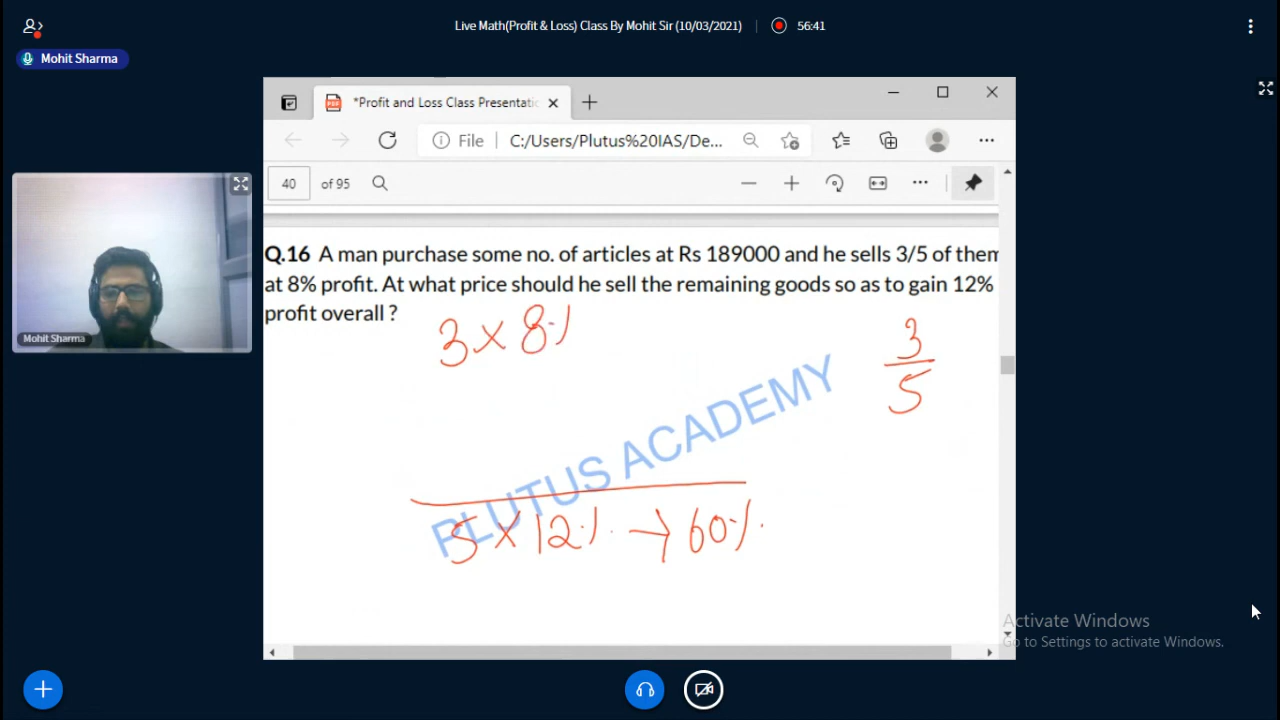 Live Math(Profit & Loss) Class By Mohit Sir (10/03/2021)
56:41
Mohit Sharma
*Profit and Loss Class Presentatic
File
C:/Users/Plutus%20IAS/De...
40 of 95
Mohit Sharma
Q.16 A man purchase some no. of articles at Rs 189000 and he sells 3/5 of them
at 8% profit. At what price should he sell the remaining goods so as to gain 12%
profit overall ?
3 × 8%
3
5
PLUTUS ACADEMY
5 × 12% → 60%
Activate Windows
Go to Settings to activate Windows.